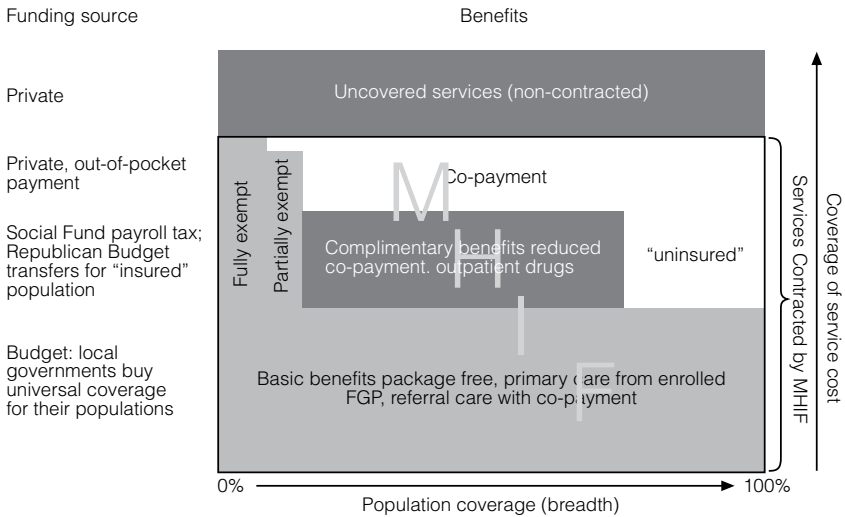 Funding source
Benefits
Private
Uncovered services (non-contracted)
Private, out-of-pocket
payment
Co-payment
Fully exempt
Partially exempt
Social Fund payroll tax;
Republican Budget
transfers for “insured”
population
Complimentary benefits reduced
co-payment. outpatient drugs
“uninsured”
M
H
I
F
Budget: local
governments buy
universal coverage
for their populations
Basic benefits package free, primary care from enrolled
FGP, referral care with co-payment
Services Contracted by MHIF
Coverage of service cost
0%
100%
Population coverage (breadth)